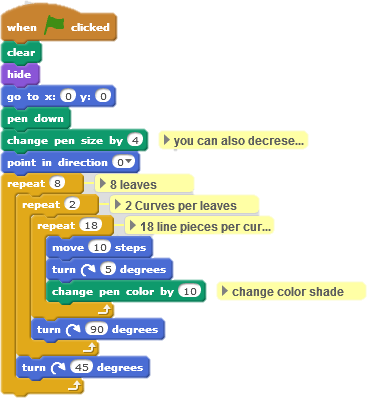 when clicked
clear
hide
go to x: 0 y: 0
pen down
change pen size by 4 you can also decrese...
point in direction 0
repeat 8 8 leaves
repeat 2 2 Curves per leaves
repeat 18 18 line pieces per cur...
move 10 steps
turn 5 degrees
change pen color by 10 change color shade
turn 90 degrees
turn 45 degrees